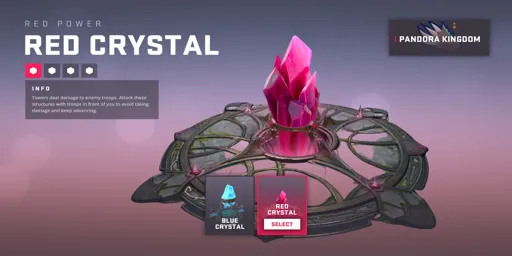 RED POWER
RED CRYSTAL
PANDORA KINGDOM
INFO
Towers deal damage to enemy troops. Attack these
structures with troops in front of you to avoid taking
damage and keep advancing.
BLUE
CRYSTAL
RED
CRYSTAL
SELECT